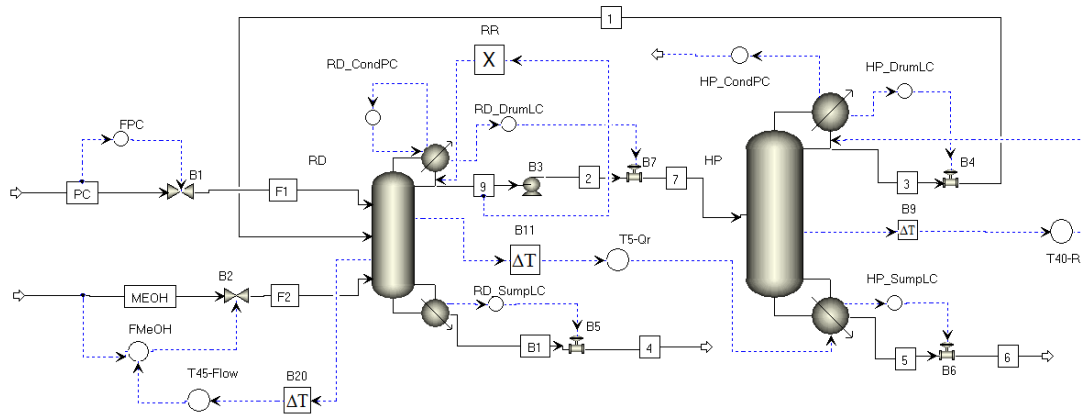 1
RR
X
RD_CondPC
HP_DrumLC
HP_CondPC
RD_DrumLC
FPC
RD
B3
B7
HP
B1
B4
PC
F1
9
2
7
3
B9
ΔT
T40-R
B11
ΔT
T5-Qr
B2
MEOH
F2
RD_SumpLC
HP_SumpLC
FMeOH
B5
B1
4
B6
5
6
T45-Flow
B20
ΔT